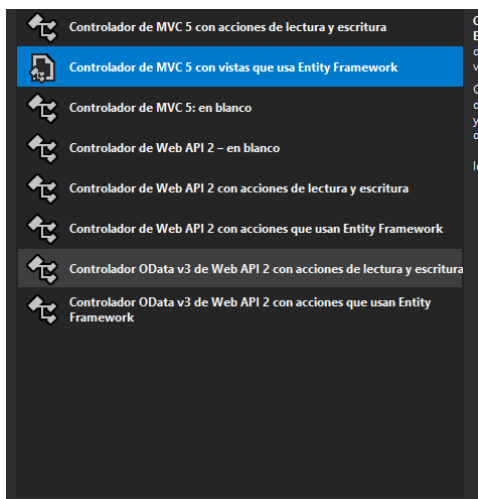 Controlador de MVC 5 con acciones de lectura y escritura
Controlador de MVC 5 con vistas que usa Entity Framework
Controlador de MVC 5: en blanco
Controlador de Web API 2 – en blanco
Controlador de Web API 2 con acciones de lectura y escritura
Controlador de Web API 2 con acciones que usan Entity Framework
Controlador OData v3 de Web API 2 con acciones de lectura y escritura
Controlador OData v3 de Web API 2 con acciones que usan Entity
Framework